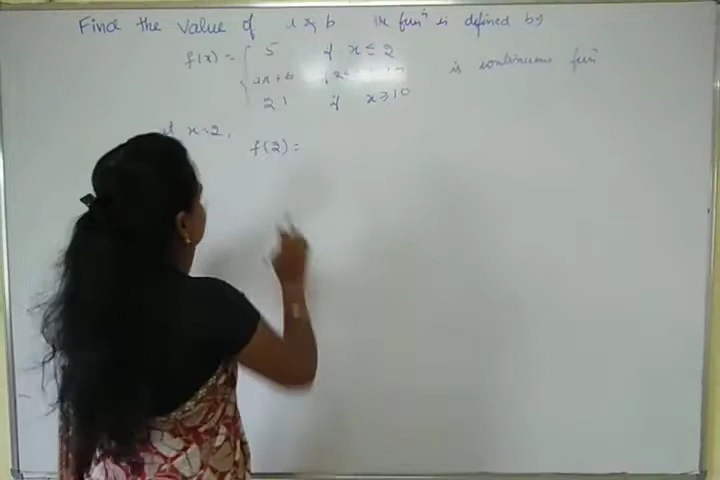 Find the value of a & b if funⁿ is defined by
f(x) = { 5 if x ≤ 2
ax + b , x
21 if x ≥ 10
is continuous funⁿ
at x = 2,
f(2) =